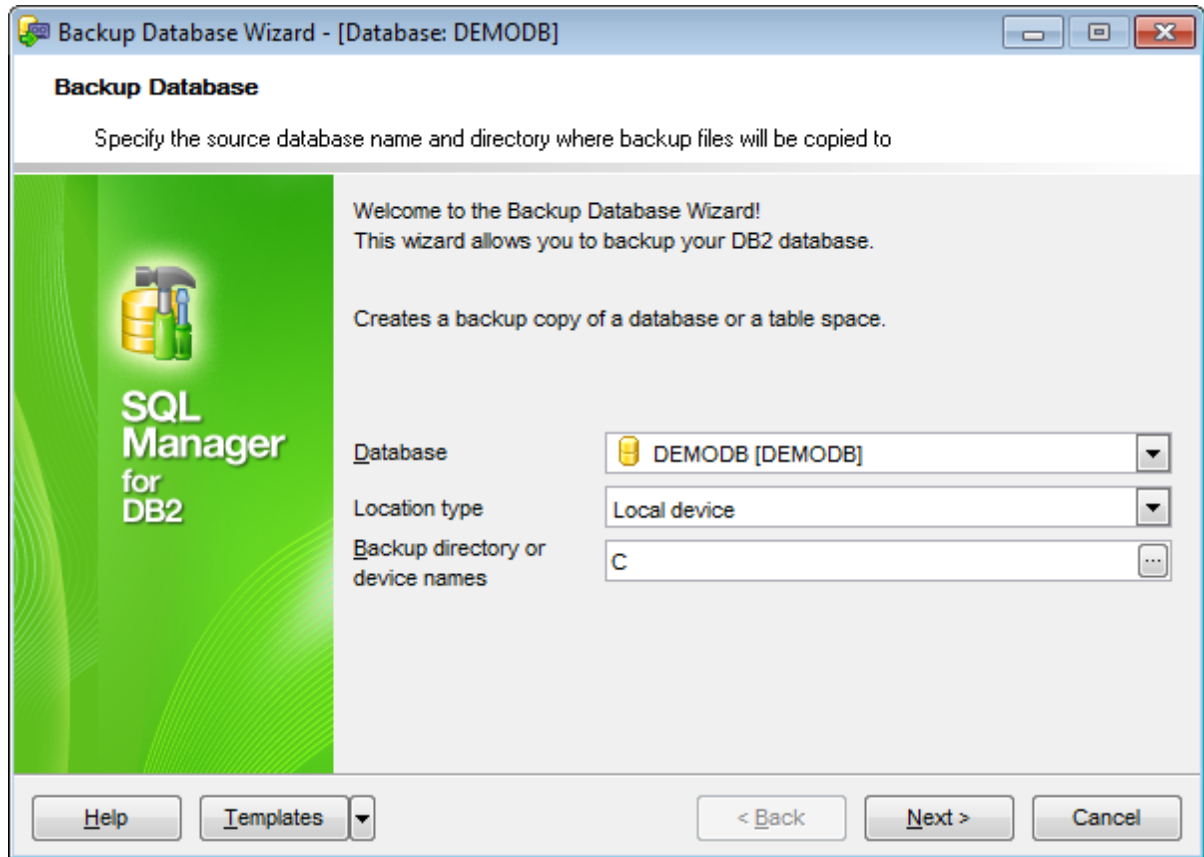 Backup Database Wizard - [Database: DEMODB]
Backup Database
Specify the source database name and directory where backup files will be copied to
Welcome to the Backup Database Wizard!
This wizard allows you to backup your DB2 database.
Creates a backup copy of a database or a table space.
SQL
Manager
for
DB2
Database
DEMODB [DEMODB]
Location type
Local device
Backup directory or
device names
C
...
Help
Templates
< Back
Next >
Cancel